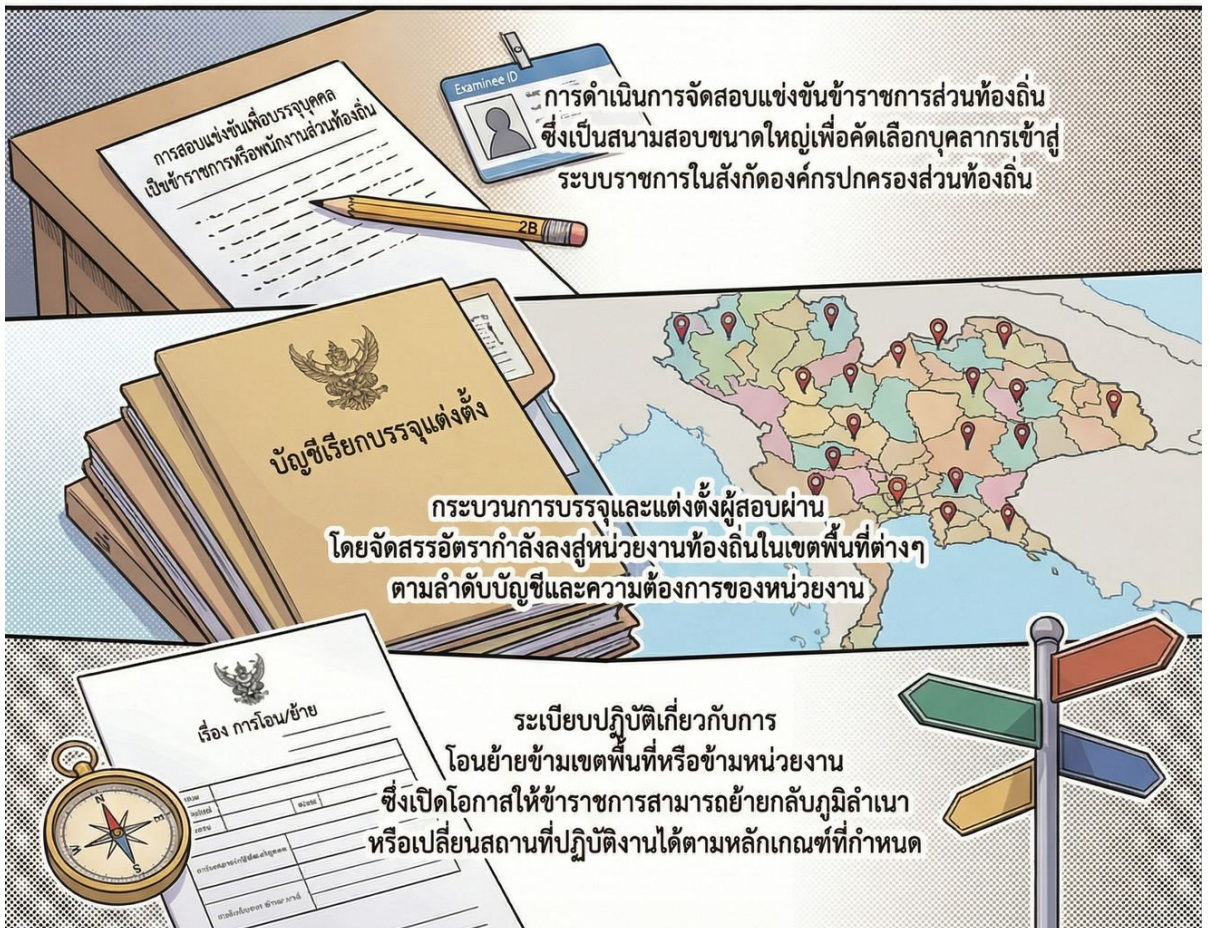 การสอบแข่งขันเพื่อบรรจุบุคคล
เป็นข้าราชการหรือพนักงานส่วนท้องถิ่น
Examinee ID
การดำเนินการจัดสอบแข่งขันข้าราชการส่วนท้องถิ่น
ซึ่งเป็นสนามสอบขนาดใหญ่เพื่อคัดเลือกบุคลากรเข้าสู่
ระบบราชการในสังกัดองค์กรปกครองส่วนท้องถิ่น
2B
บัญชีเรียกบรรจุแต่งตั้ง
กระบวนการบรรจุและแต่งตั้งผู้สอบผ่าน
โดยจัดสรรอัตรากำลังลงสู่หน่วยงานท้องถิ่นในเขตพื้นที่ต่างๆ
ตามลำดับบัญชีและความต้องการของหน่วยงาน
เรื่อง การโอน/ย้าย
N
E
S
W
ระเบียบปฏิบัติเกี่ยวกับการ
โอนย้ายข้ามเขตพื้นที่หรือข้ามหน่วยงาน
ซึ่งเปิดโอกาสให้ข้าราชการสามารถย้ายกลับภูมิลำเนา
หรือเปลี่ยนสถานที่ปฏิบัติงานได้ตามหลักเกณฑ์ที่กำหนด